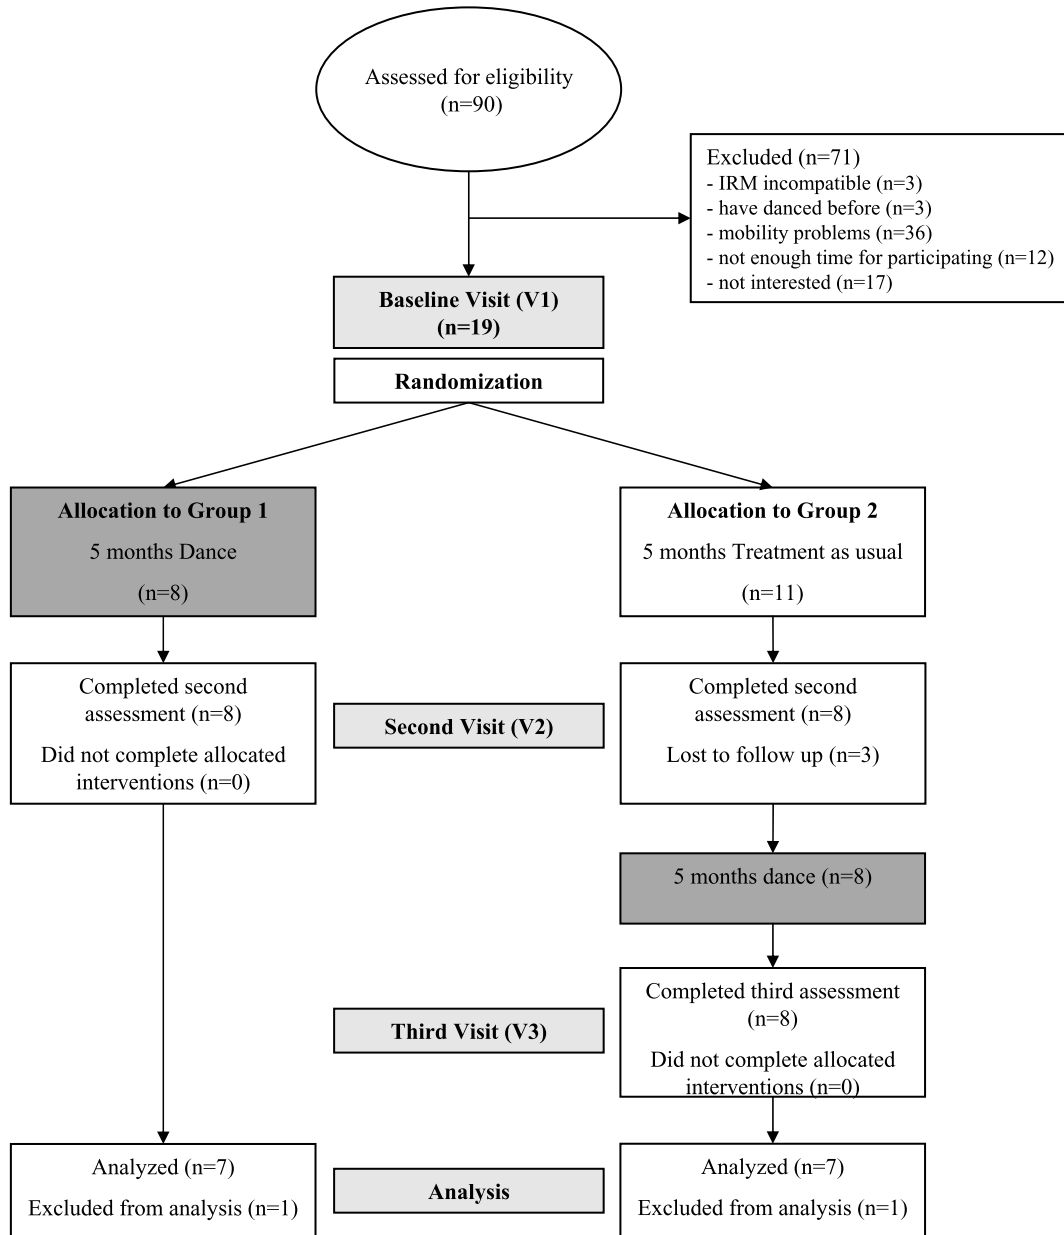 Assessed for eligibility
(n=90)
Excluded (n=71)
- IRM incompatible (n=3)
- have danced before (n=3)
- mobility problems (n=36)
- not enough time for participating (n=12)
- not interested (n=17)
Baseline Visit (V1)
(n=19)
Randomization
Allocation to Group 1
5 months Dance
(n=8)
Allocation to Group 2
5 months Treatment as usual
(n=11)
Completed second
assessment (n=8)
Did not complete allocated
interventions (n=0)
Second Visit (V2)
Completed second
assessment (n=8)
Lost to follow up (n=3)
5 months dance (n=8)
Third Visit (V3)
Completed third assessment
(n=8)
Did not complete allocated
interventions (n=0)
Analyzed (n=7)
Excluded from analysis (n=1)
Analysis
Analyzed (n=7)
Excluded from analysis (n=1)